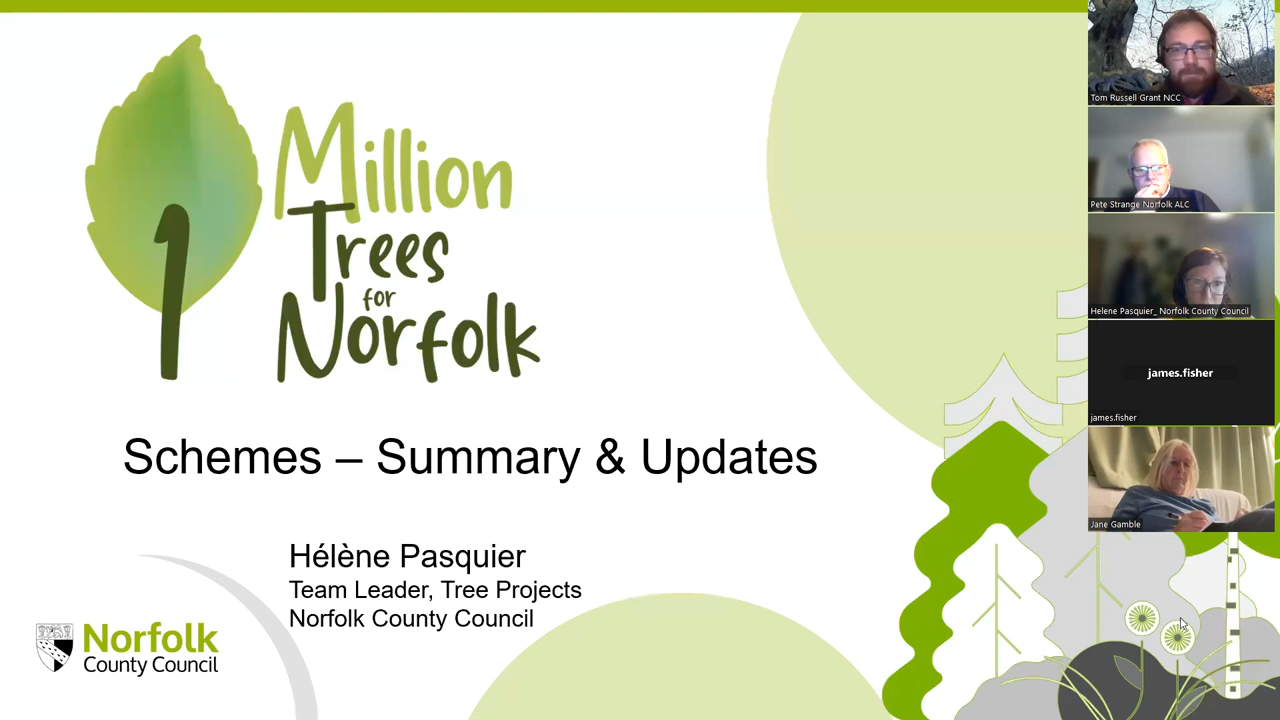 1 Million
Trees
for
Norfolk
Schemes – Summary & Updates
Hélène Pasquier
Team Leader, Tree Projects
Norfolk County Council
Norfolk
County Council
Tom Russell Grant NCC
Pete Strange Norfolk ALC
Helene Pasquier_ Norfolk County Council
james.fisher
james.fisher
Jane Gamble